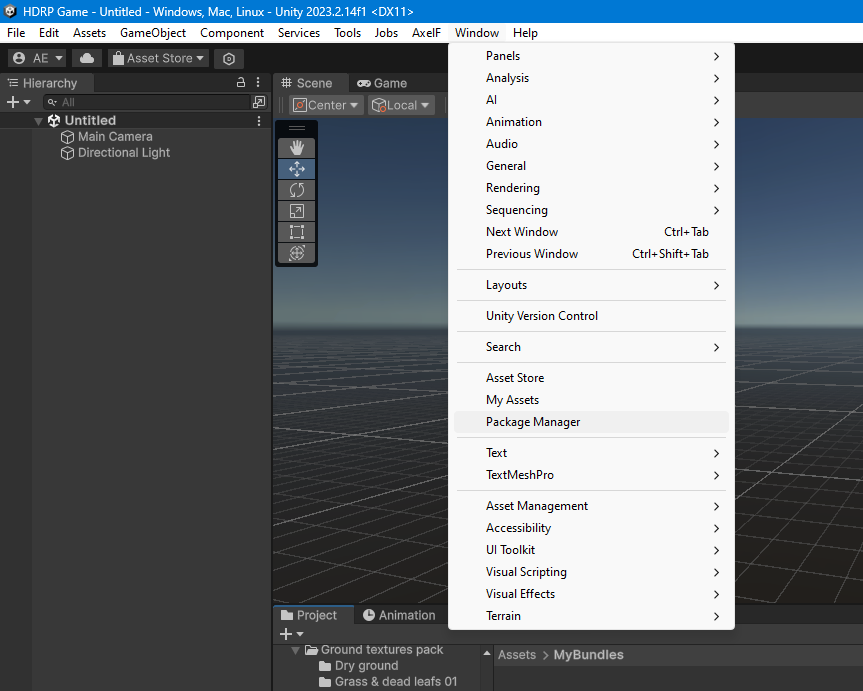 HDRP Game - Untitled - Windows, Mac, Linux - Unity 2023.2.14f1 <DX11>
File Edit Assets GameObject Component Services Tools Jobs AxelF Window Help
AE Asset Store
Hierarchy
All
Untitled
Main Camera
Directional Light
Scene Game
Center Local
Panels
Analysis
AI
Animation
Audio
General
Rendering
Sequencing
Next Window Ctrl+Tab
Previous Window Ctrl+Shift+Tab
Layouts
Unity Version Control
Search
Asset Store
My Assets
Package Manager
Text
TextMeshPro
Asset Management
Accessibility
UI Toolkit
Visual Scripting
Visual Effects
Terrain
Project Animation
Ground textures pack
Dry ground
Grass & dead leafs 01
Assets > MyBundles